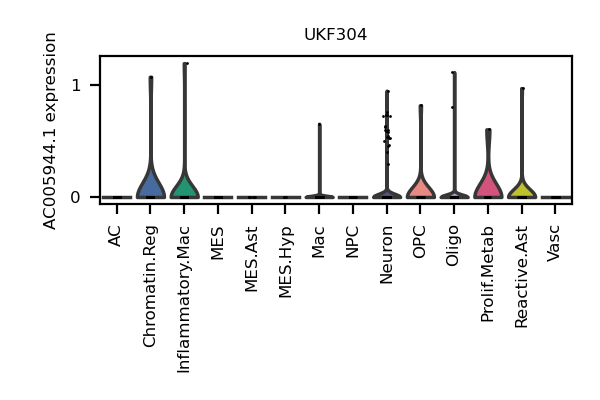 UKF304
AC005944.1 expression
1
0
AC
Chromatin.Reg
Inflammatory.Mac
MES
MES.Ast
MES.Hyp
Mac
NPC
Neuron
OPC
Oligo
Prolif.Metab
Reactive.Ast
Vasc